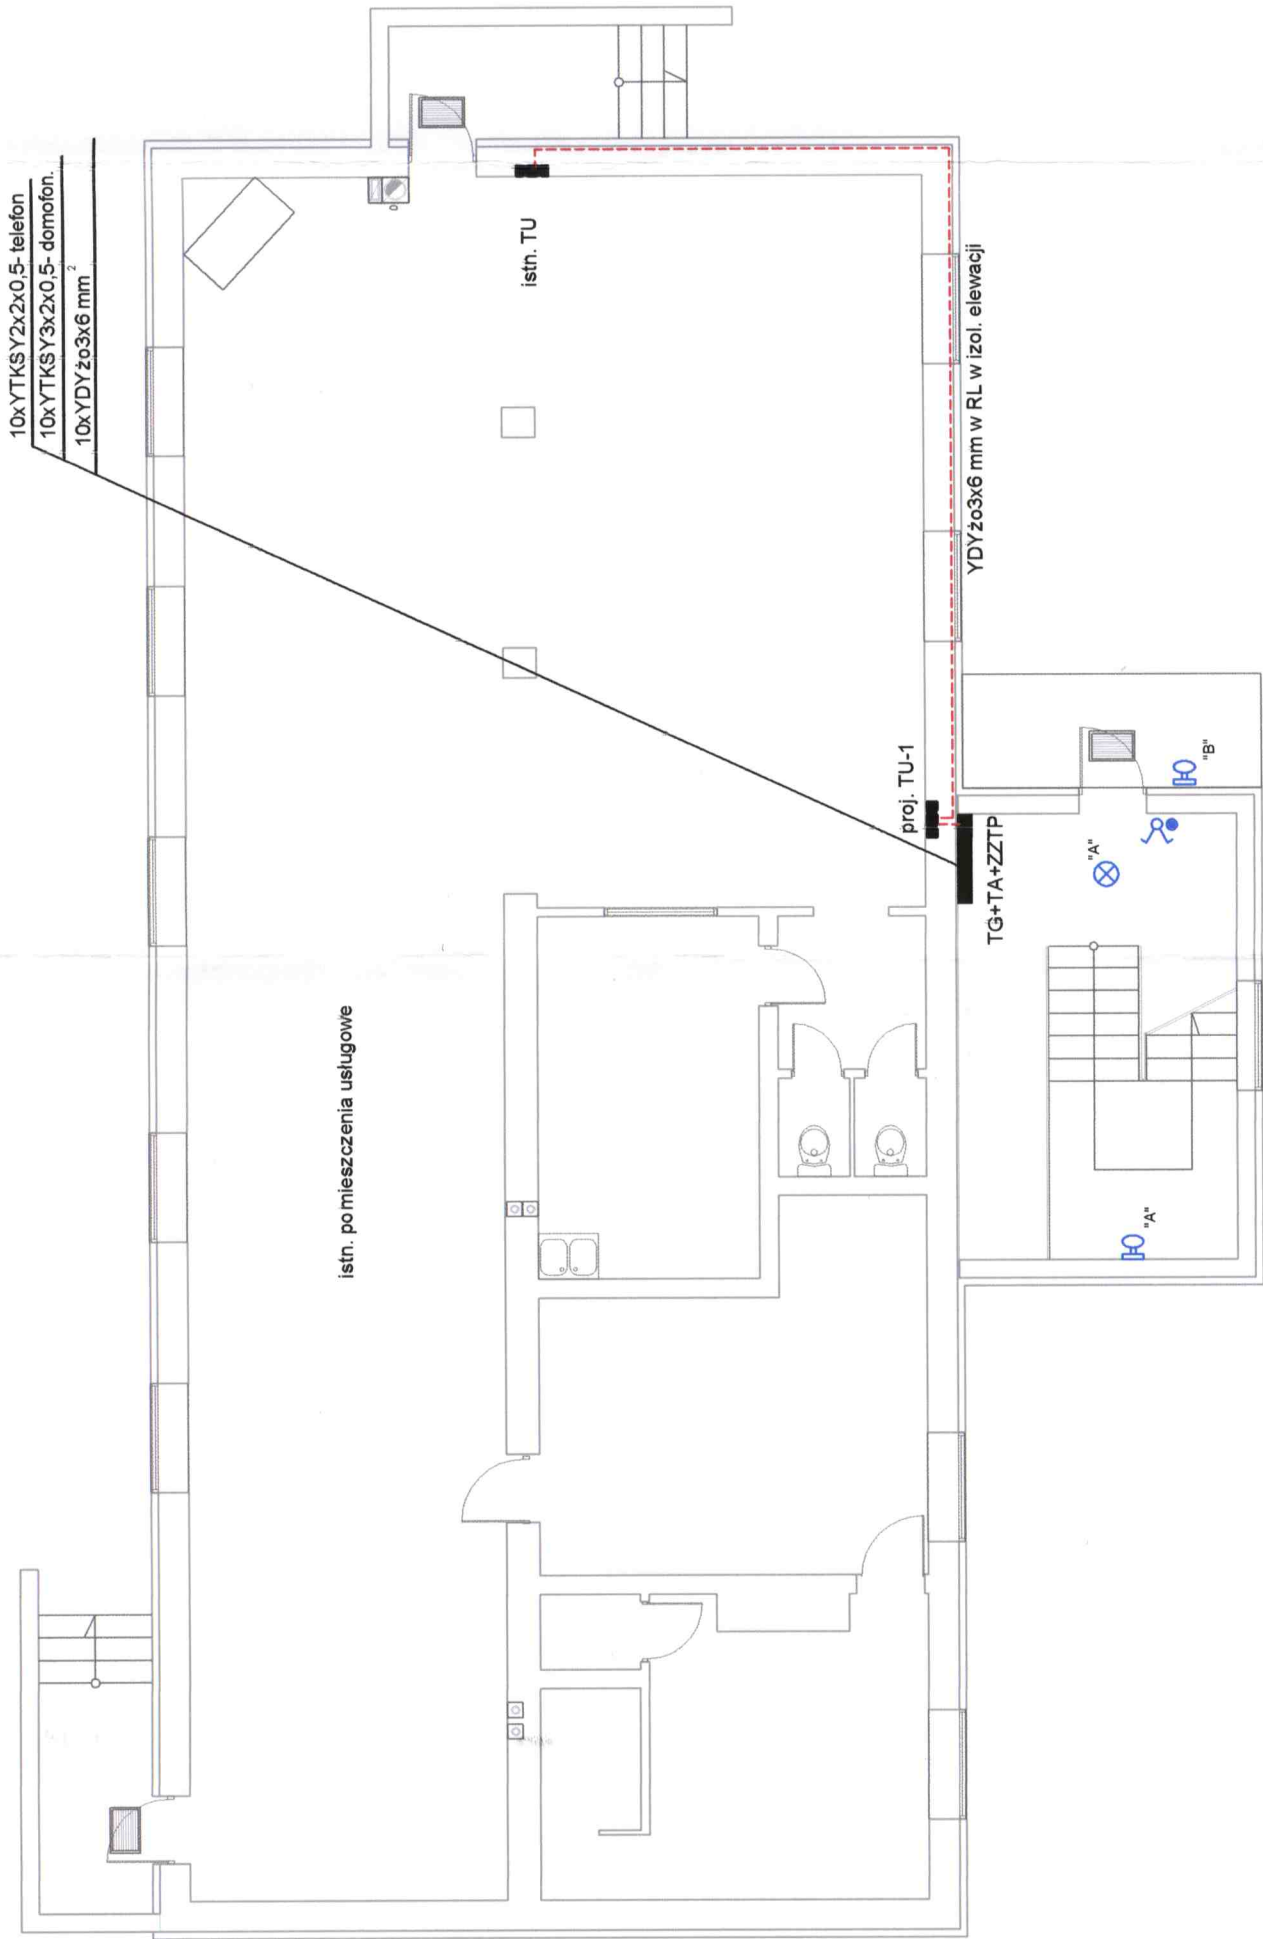 10xYTKSY2x2x0,5- telefon
10xYTKSY3x2x0,5- domofon.
10xYDYżo3x6 mm²
istn. TU
YDYżo3x6 mm w RL w izol. elewacji
proj. TU-1
TG+TA+ZZTP
"A"
"B"
istn. pomieszczenia usługowe
"A"